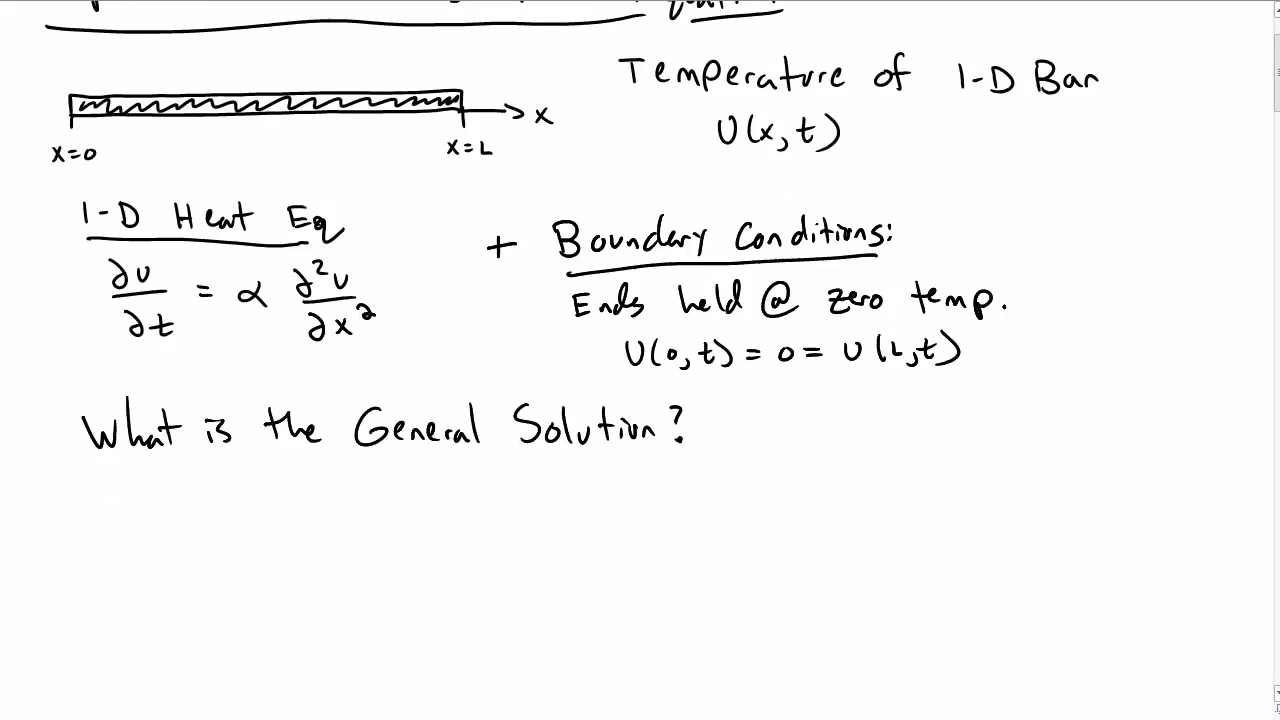 Temperature of 1-D Bar
U(x,t)
x
x=0
x=L
1-D Heat Eq
∂u/∂t = α ∂²u/∂x²
+ Boundary Conditions:
Ends held @ zero temp.
U(0,t) = 0 = U(L,t)
What is the General Solution?